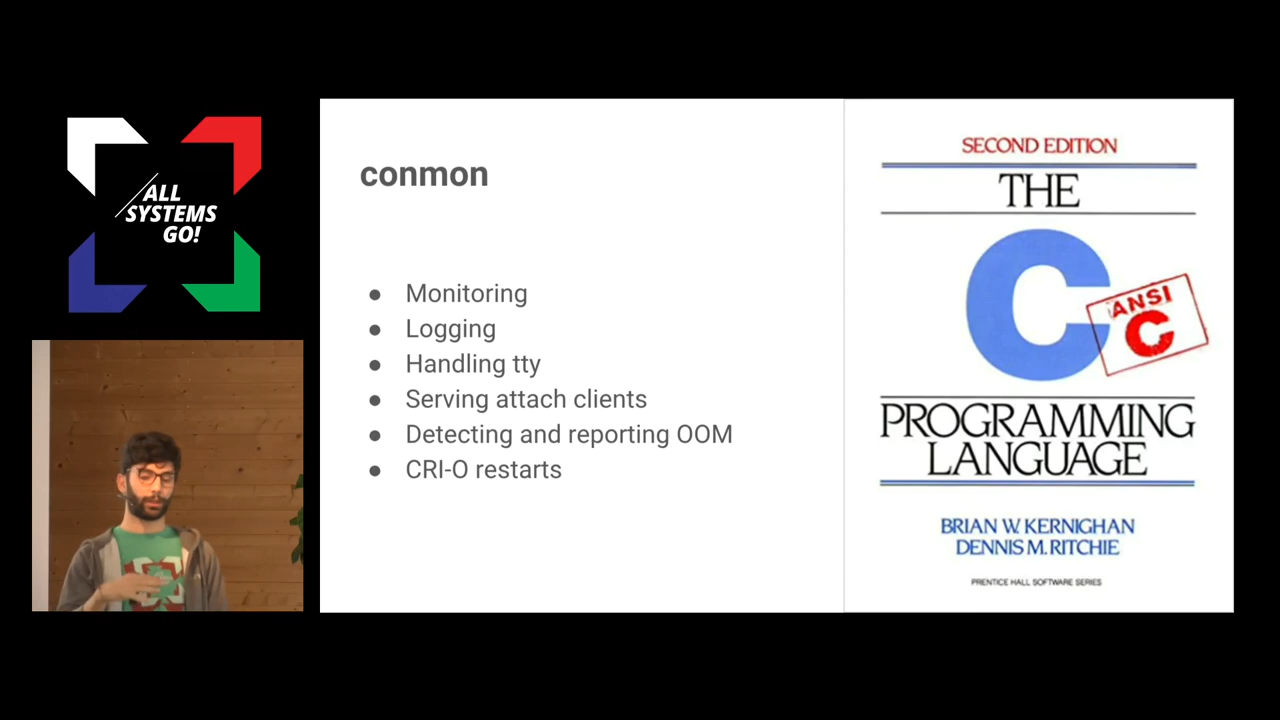 /ALL
SYSTEMS
GO!
conmon
● Monitoring
● Logging
● Handling tty
● Serving attach clients
● Detecting and reporting OOM
● CRI-O restarts
SECOND EDITION
THE
C
ANSI
C
PROGRAMMING
LANGUAGE
BRIAN W. KERNIGHAN
DENNIS M. RITCHIE
PRENTICE HALL SOFTWARE SERIES